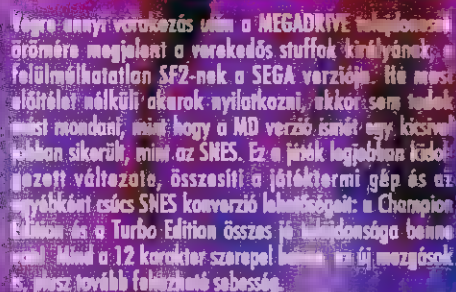 Végre ennyi várakozás után a MEGADRIVE tulajdonosok
örömére megjelent a verekedős stuffok királyának, a
felülmúlhatatlan SF2-nek a SEGA verziója. Ha most
előítélet nélküli akarok nyilatkozni, akkor sem tudok
mást mondani, mint hogy a MD verzió ismét egy kicsivel
jobban sikerült, mint az SNES. Ez a játék legjobban kidol-
gozott változata, összesíti a játéktermi gép és az
egyébként csúcs SNES konverzió lehetőségeit: a Champion
Edition és a Turbo Edition összes jó tulajdonsága benne
van! Mind a 12 karakter szerepel benne, az új mozgások
is, plusz tovább fokozható sebesség.